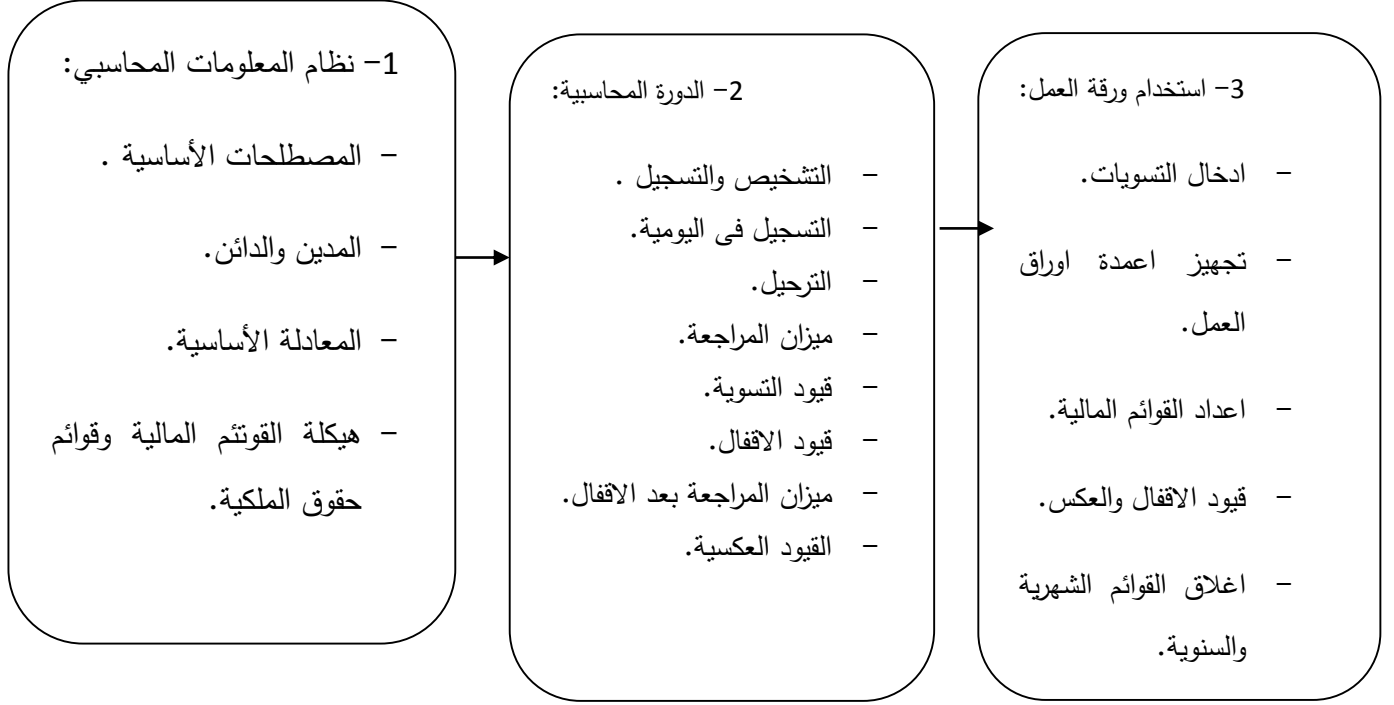 1- نظام المعلومات المحاسبي:
- المصطلحات الأساسية .
- المدين والدائن.
- المعادلة الأساسية.
- هيكلة القوتئم المالية وقوائم
حقوق الملكية.
2- الدورة المحاسبية:
- التشخيص والتسجيل .
- التسجيل فى اليومية.
- الترحيل.
- ميزان المراجعة.
- قيود التسوية.
- قيود الاقفال.
- ميزان المراجعة بعد الاقفال.
- القيود العكسية.
3- استخدام ورقة العمل:
- ادخال التسويات.
- تجهيز اعمدة اوراق
العمل.
- اعداد القوائم المالية.
- قيود الاقفال والعكس.
- اغلاق القوائم الشهرية
والسنوية.